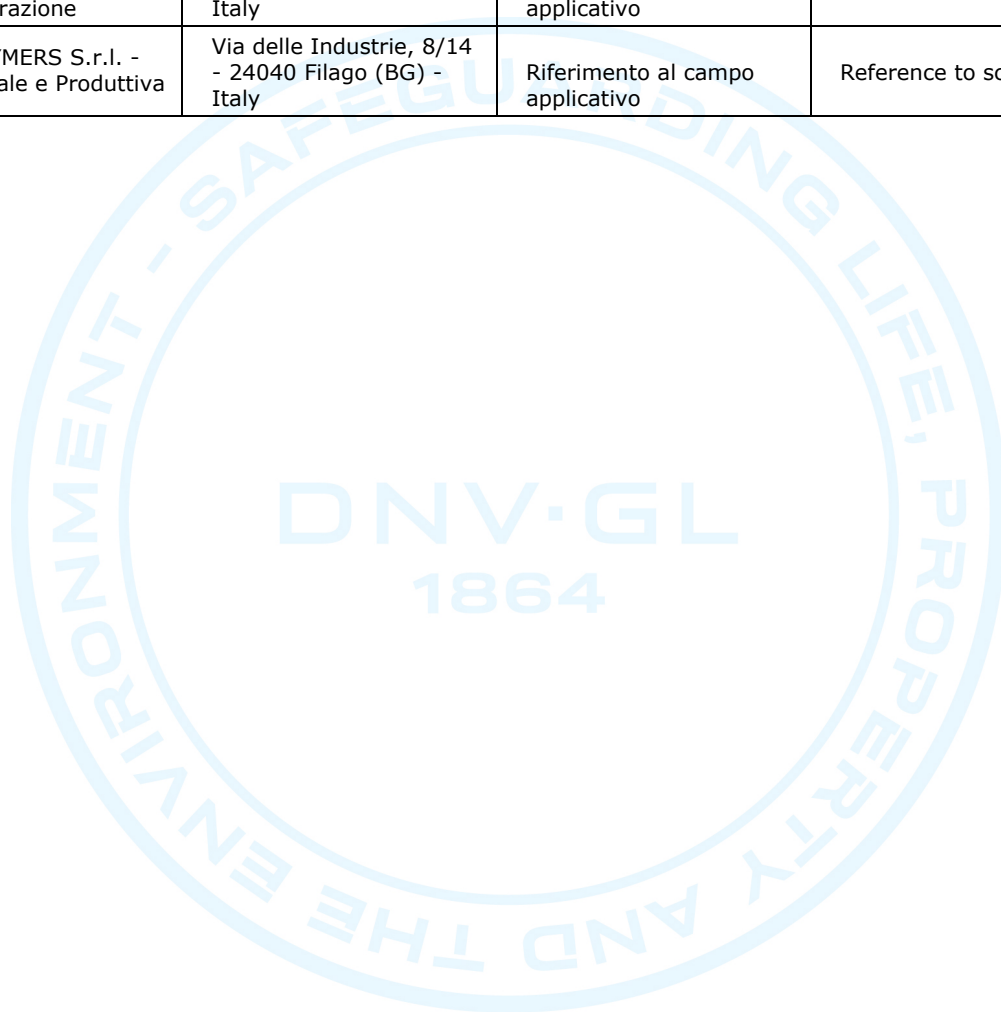 razione
Italy
applicativo
MERS S.r.l. -
ale e Produttiva
Via delle Industrie, 8/14
- 24040 Filago (BG) -
Italy
Riferimento al campo
applicativo
Reference to sc
SAFEGUARDING LIFE, PROPERTY AND THE ENVIRONMENT -
DNV·GL
1864